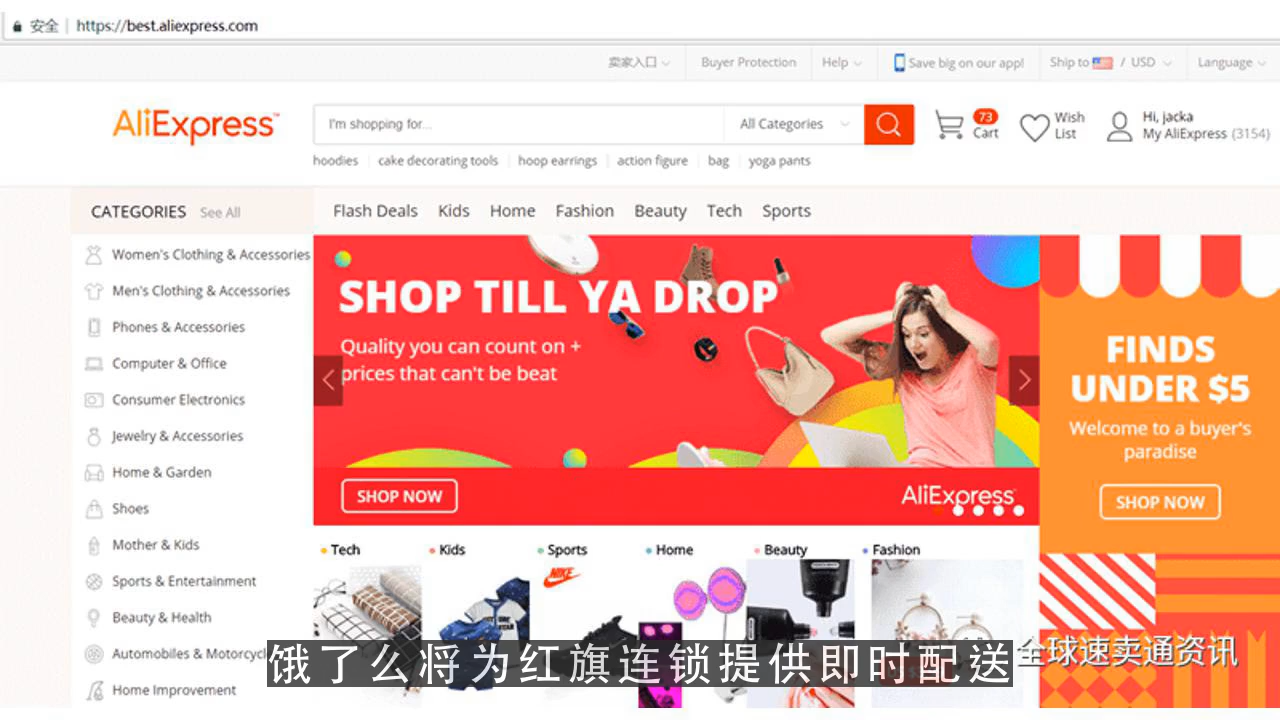 安全 | https://best.aliexpress.com
卖家入口 Buyer Protection Help Save big on our app! Ship to / USD Language
AliExpress™ I'm shopping for... All Categories 73 Cart Wish List Hi, jacka My AliExpress (3154)
hoodies cake decorating tools hoop earrings action figure bag yoga pants
CATEGORIES See All Flash Deals Kids Home Fashion Beauty Tech Sports
Women's Clothing & Accessories
Men's Clothing & Accessories
Phones & Accessories
Computer & Office
Consumer Electronics
Jewelry & Accessories
Home & Garden
Shoes
Mother & Kids
Sports & Entertainment
Beauty & Health
Automobiles & Motorcycl
Home Improvement
SHOP TILL YA DROP
Quality you can count on +
prices that can't be beat
SHOP NOW
AliExpress™
FINDS
UNDER $5
Welcome to a buyer's
paradise
SHOP NOW
Tech Kids Sports Home Beauty Fashion
NIKE
饿了么将为红旗连锁提供即时配送
全球速卖通资讯